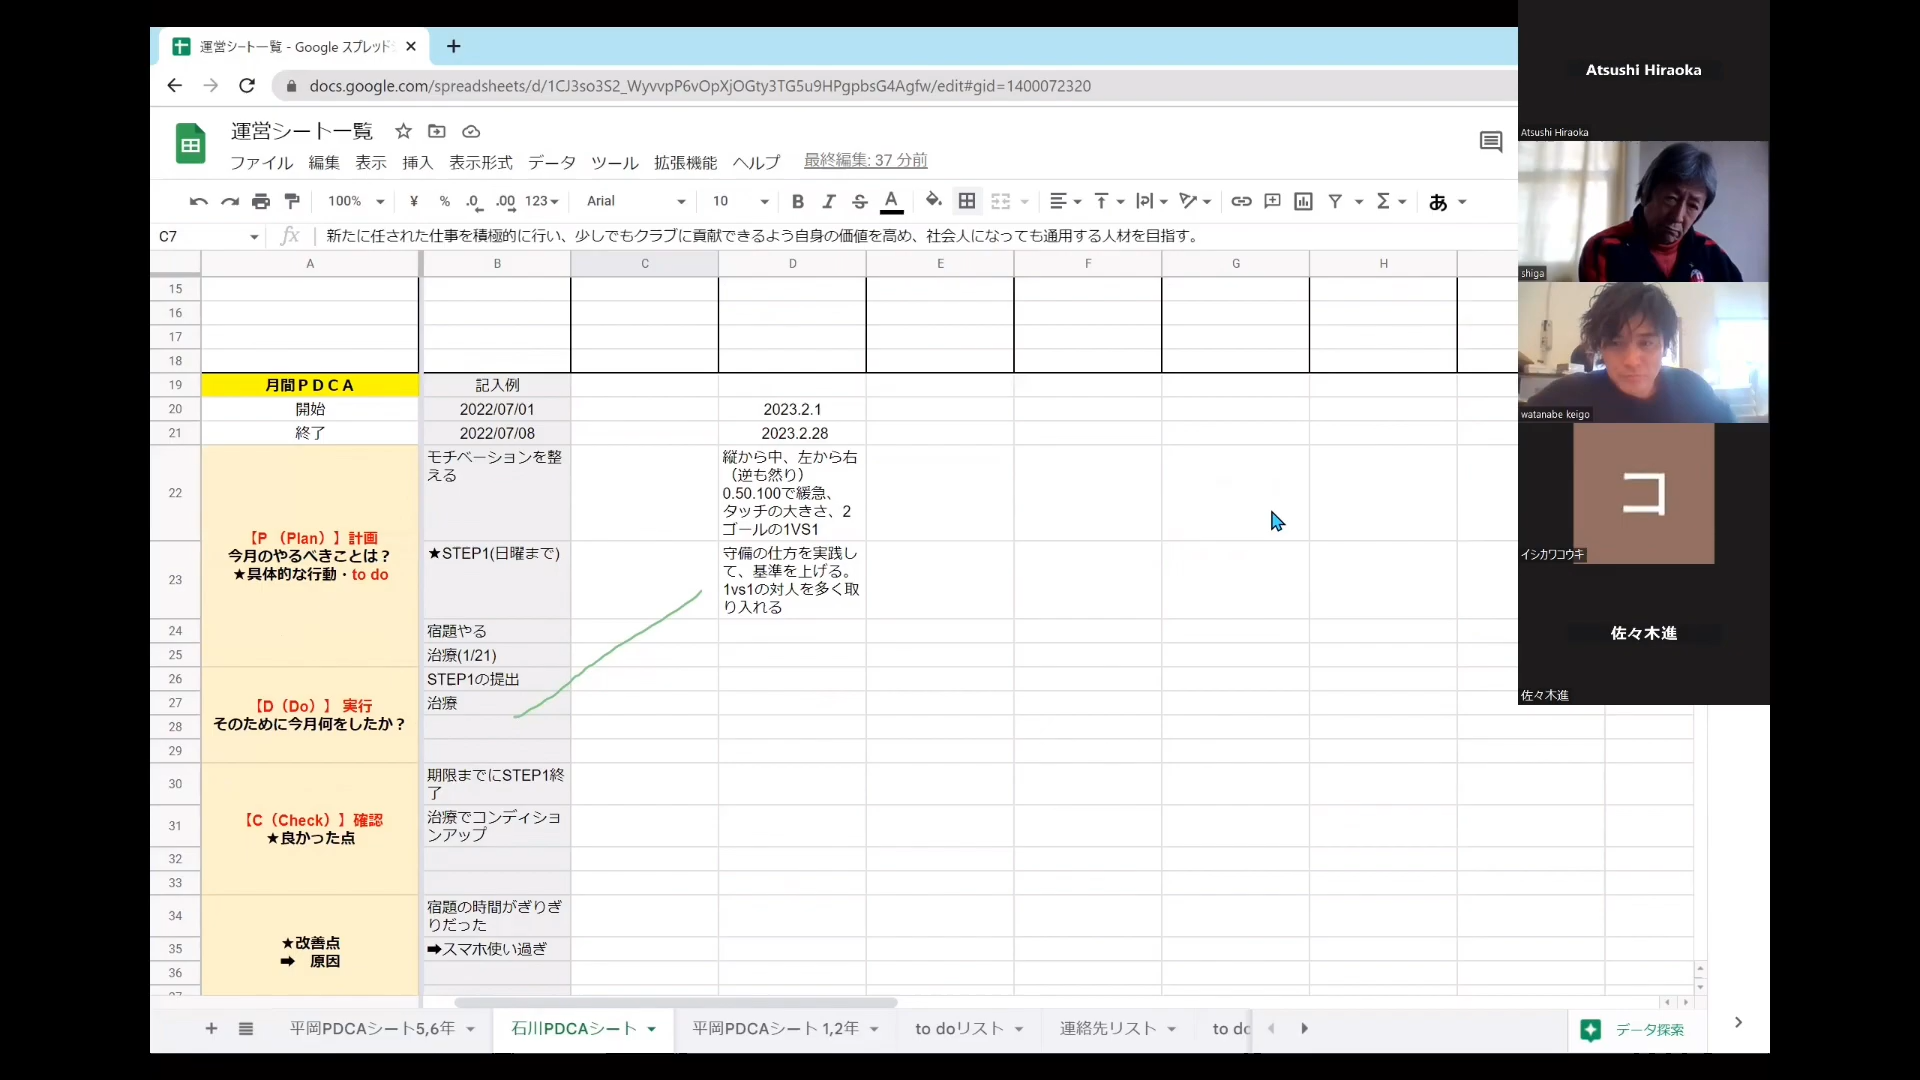 運営シート一覧 - Google スプレッド
docs.google.com/spreadsheets/d/1CJ3so3S2_WyvvpP6vOpXjOGty3TG5u9HPgpbsG4Agfw/edit#gid=1400072320
運営シート一覧
ファイル 編集 表示 挿入 表示形式 データ ツール 拡張機能 ヘルプ 最終編集: 37 分前
100% ¥ % .0 .00 123 Arial 10 B I S A あ
C7 fx 新たに任された仕事を積極的に行い、少しでもクラブに貢献できるよう自身の価値を高め、社会人になっても通用する人材を目指す。
A B C D E F G H
15
16
17
18
19 月間ＰＤＣＡ 記入例
20 開始 2022/07/01 2023.2.1
21 終了 2022/07/08 2023.2.28
22
モチベーションを整
える
縦から中、左から右
（逆も然り）
0.50.100で緩急、
タッチの大きさ、2
ゴールの1VS1
【P （Plan）】計画
今月のやるべきことは？
★具体的な行動・to do
23
★STEP1(日曜まで)
守備の仕方を実践し
て、基準を上げる。
1vs1の対人を多く取
り入れる
24 宿題やる
25 治療(1/21)
26 STEP1の提出
27 治療
【D（Do）】 実行
そのために今月何をしたか？
28
29
30
期限までにSTEP1終
了
31
治療でコンディショ
ンアップ
【C（Check）】確認
★良かった点
32
33
34
宿題の時間がぎりぎ
りだった
35 ➡スマホ使い過ぎ
★改善点
➡ 原因
36
37
平岡PDCAシート5,6年 石川PDCAシート 平岡PDCAシート 1,2年 to doリスト 連絡先リスト to do データ探索
Atsushi Hiraoka
Atsushi Hiraoka
shiga
watanabe keigo
コ
イシカワコウキ
佐々木進
佐々木進